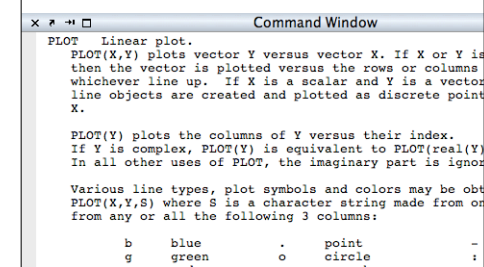 Command Window
PLOT Linear plot.
PLOT(X,Y) plots vector Y versus vector X. If X or Y is
then the vector is plotted versus the rows or columns
whichever line up. If X is a scalar and Y is a vector
line objects are created and plotted as discrete point
X.
PLOT(Y) plots the columns of Y versus their index.
If Y is complex, PLOT(Y) is equivalent to PLOT(real(Y)
In all other uses of PLOT, the imaginary part is ignor
Various line types, plot symbols and colors may be obt
PLOT(X,Y,S) where S is a character string made from on
from any or all the following 3 columns:
b blue . point -
g green o circle :